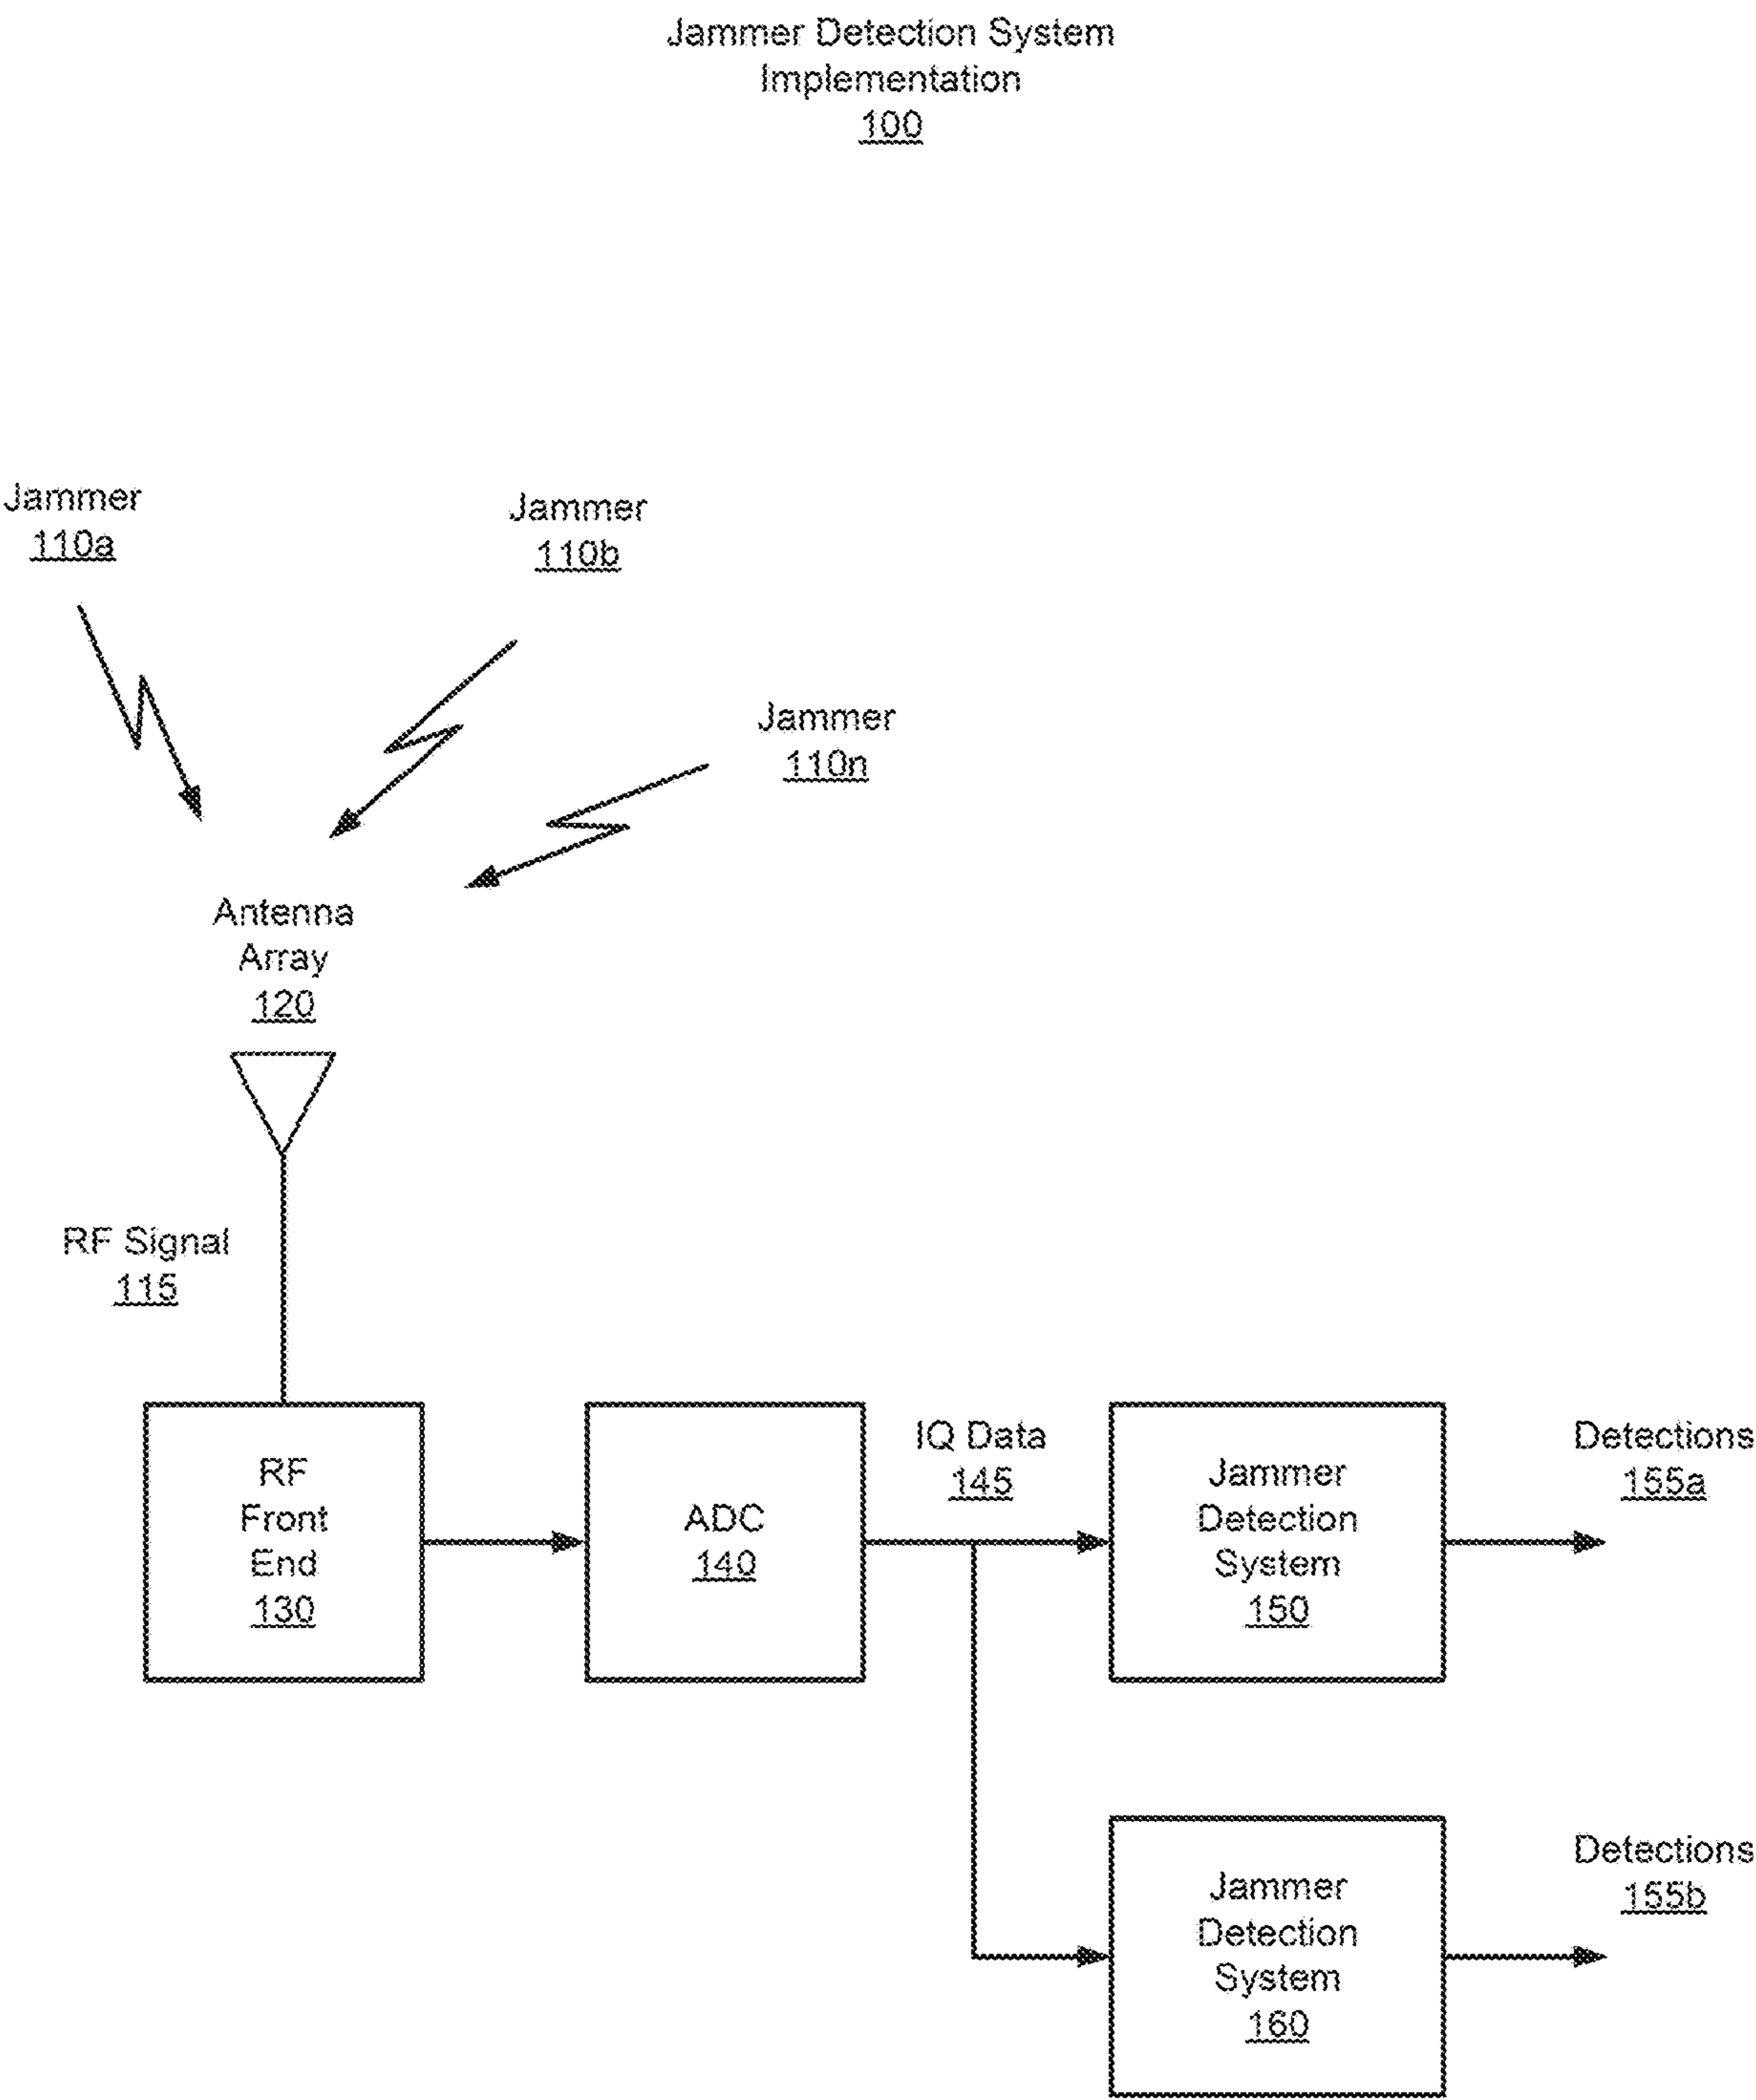 Jammer Detection System
Implementation
100
Jammer
110a
Jammer
110b
Jammer
110n
Antenna
Array
120
RF Signal
115
RF
Front
End
130
ADC
140
IQ Data
145
Jammer
Detection
System
150
Detections
155a
Jammer
Detection
System
160
Detections
155b